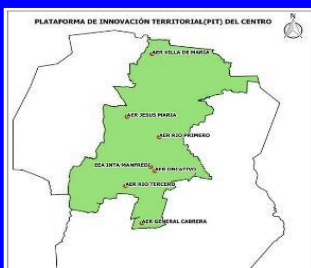 PLATAFORMA DE INNOVACIÓN TERRITORIAL(PIT) DEL CENTRO
N
AER VILLA DE MARIA
AER JESUS MARIA
AER RIO PRIMERO
EEA INTA MANFREDI
AER ONCATIVO
AER RIO TERCERO
AER GENERAL CABRERA